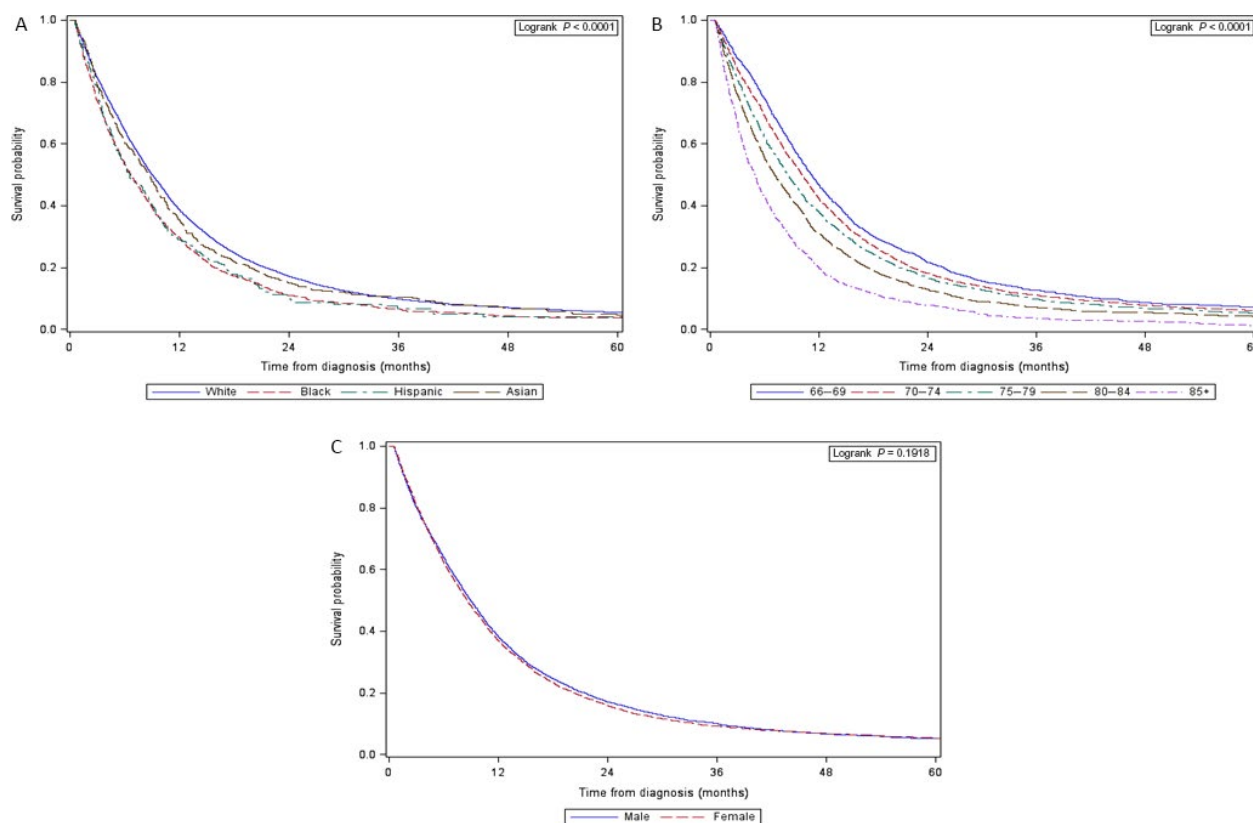 A
Logrank P < 0.0001
1.0
0.8
0.6
0.4
0.2
0.0
Survival probability
0 12 24 36 48 60
Time from diagnosis (months)
White Black Hispanic Asian
B
Logrank P < 0.0001
1.0
0.8
0.6
0.4
0.2
0.0
Survival probability
0 12 24 36 48 60
Time from diagnosis (months)
66–69 70–74 75–79 80–84 85+
C
Logrank P = 0.1918
1.0
0.8
0.6
0.4
0.2
0.0
Survival probability
0 12 24 36 48 60
Time from diagnosis (months)
Male Female